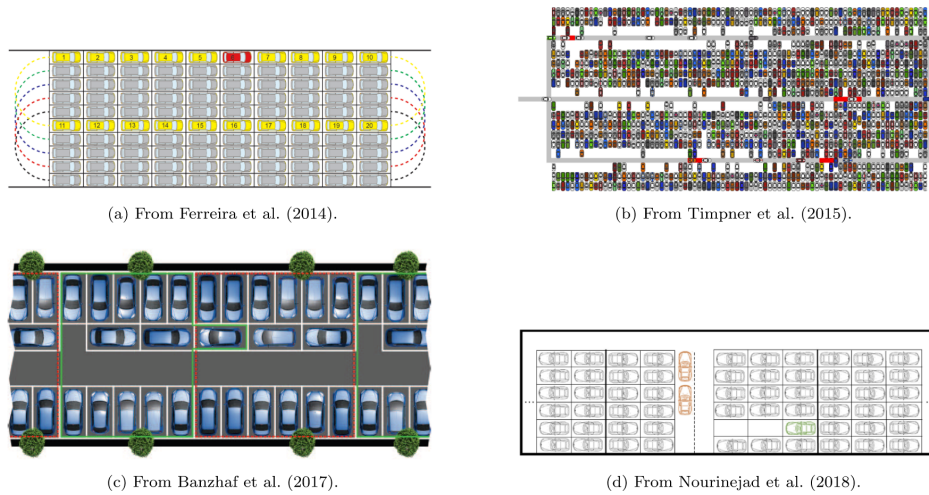 1 2 3 4 5 7 8 9 10
11 12 13 14 15 16 17 18 19 20
(a) From Ferreira et al. (2014).
(b) From Timpner et al. (2015).
(c) From Banzhaf et al. (2017).
(d) From Nourinejad et al. (2018).